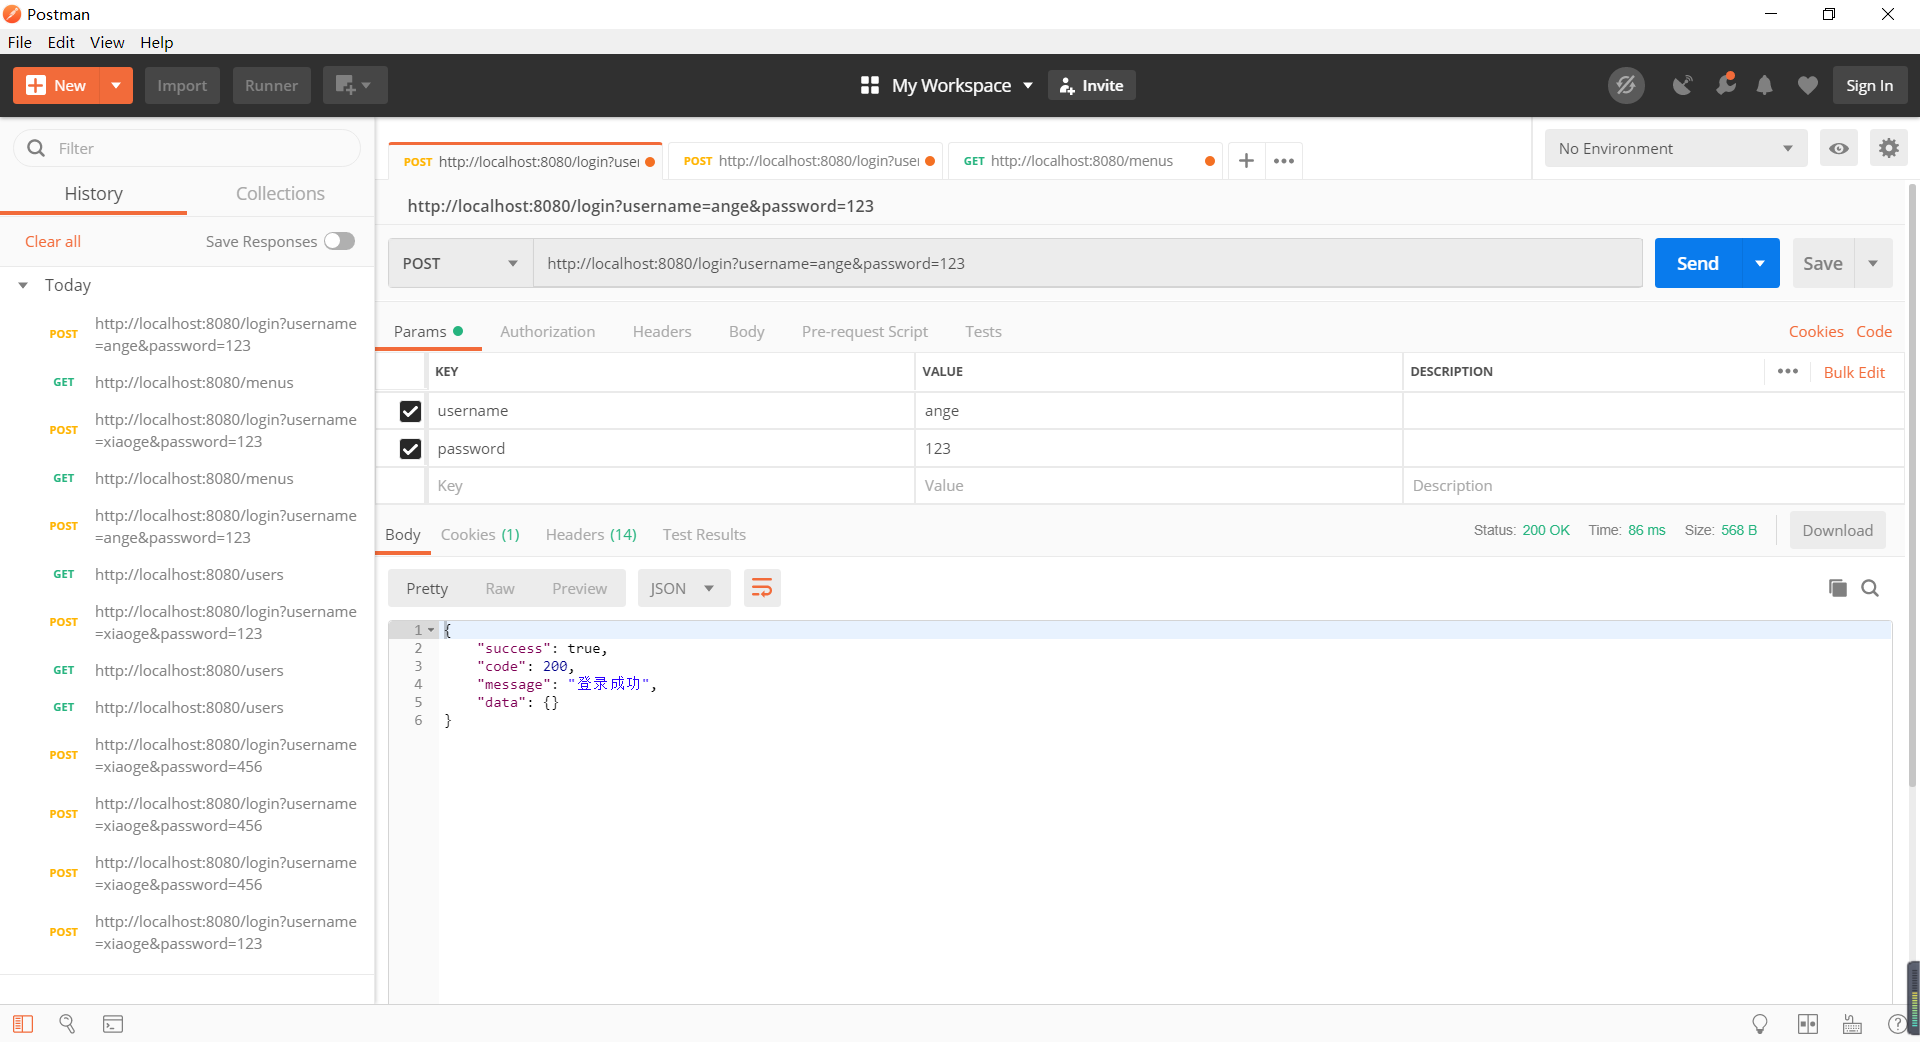 Postman
File Edit View Help
New Import Runner My Workspace Invite Sign In
Filter
History Collections
Clear all Save Responses
Today
POST http://localhost:8080/login?username
=ange&password=123
GET http://localhost:8080/menus
POST http://localhost:8080/login?username
=xiaoge&password=123
GET http://localhost:8080/menus
POST http://localhost:8080/login?username
=ange&password=123
GET http://localhost:8080/users
POST http://localhost:8080/login?username
=xiaoge&password=123
GET http://localhost:8080/users
GET http://localhost:8080/users
POST http://localhost:8080/login?username
=xiaoge&password=456
POST http://localhost:8080/login?username
=xiaoge&password=456
POST http://localhost:8080/login?username
=xiaoge&password=456
POST http://localhost:8080/login?username
=xiaoge&password=123
POST http://localhost:8080/login?use POST http://localhost:8080/login?use GET http://localhost:8080/menus
No Environment
http://localhost:8080/login?username=ange&password=123
POST http://localhost:8080/login?username=ange&password=123 Send Save
Params Authorization Headers Body Pre-request Script Tests Cookies Code
KEY VALUE DESCRIPTION Bulk Edit
username ange
password 123
Key Value Description
Body Cookies (1) Headers (14) Test Results Status: 200 OK Time: 86 ms Size: 568 B Download
Pretty Raw Preview JSON
1 {
2 "success": true,
3 "code": 200,
4 "message": "登录成功",
5 "data": {}
6 }